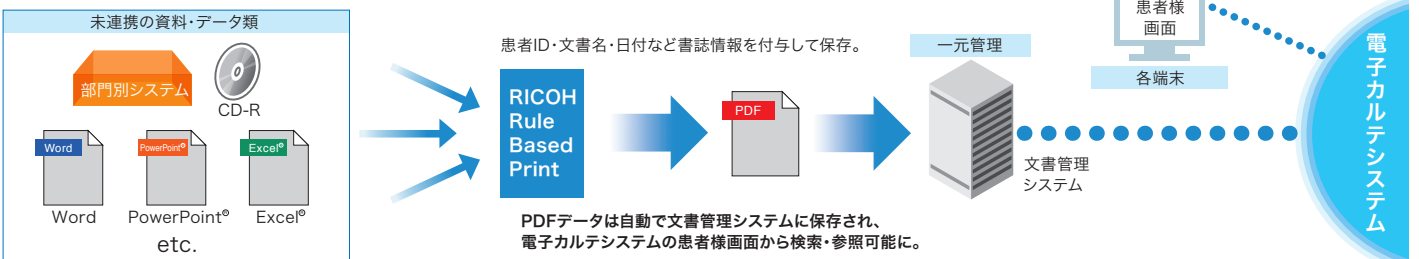 未連携の資料・データ類
部門別システム
CD-R
Word
PowerPoint®
Excel®
Word
PowerPoint®
Excel®
etc.
患者ID・文書名・日付など書誌情報を付与して保存。
RICOH
Rule
Based
Print
PDF
PDFデータは自動で文書管理システムに保存され、
電子カルテシステムの患者様画面から検索・参照可能に。
一元管理
文書管理
システム
患者様
画面
各端末
電子カルテシステム